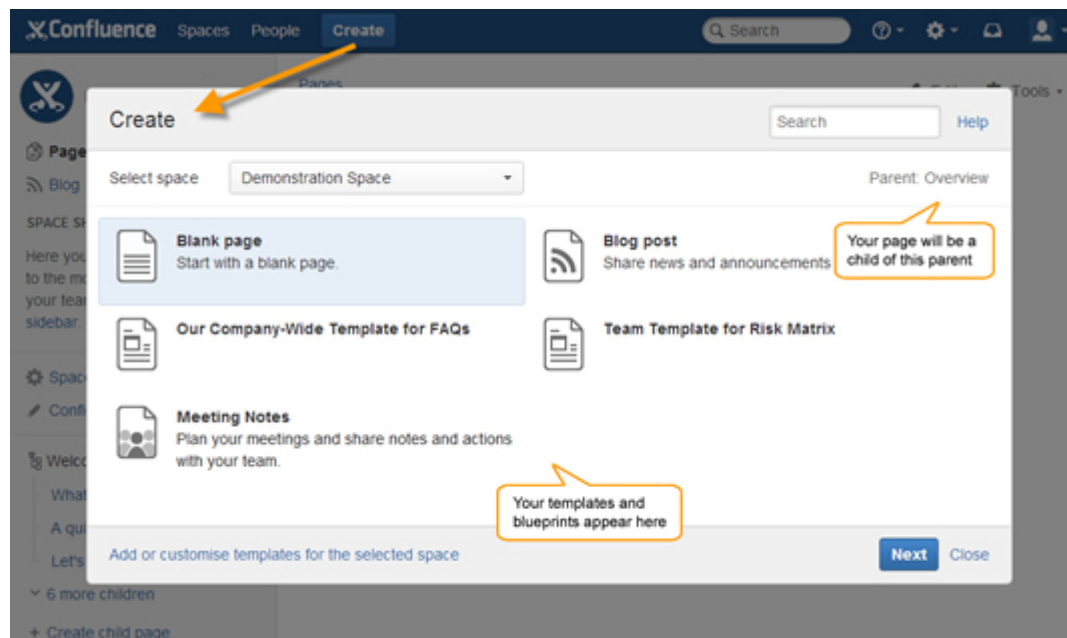 Confluence Spaces People Create Search
Pages
Tools
Create Search Help
Page
Select space Demonstration Space Parent: Overview
Blog
SPACE
Blank page
Start with a blank page.
Blog post
Share news and announcements
Your page will be a
child of this parent
Here you
to the
your
sidebar.
Our Company-Wide Template for FAQs
Team Template for Risk Matrix
Meeting Notes
Plan your meetings and share notes and actions
with your team.
Your templates and
blueprints appear here
What
A
Let's
Add or customise templates for the selected space
Next Close
6 more children
+ Create child page